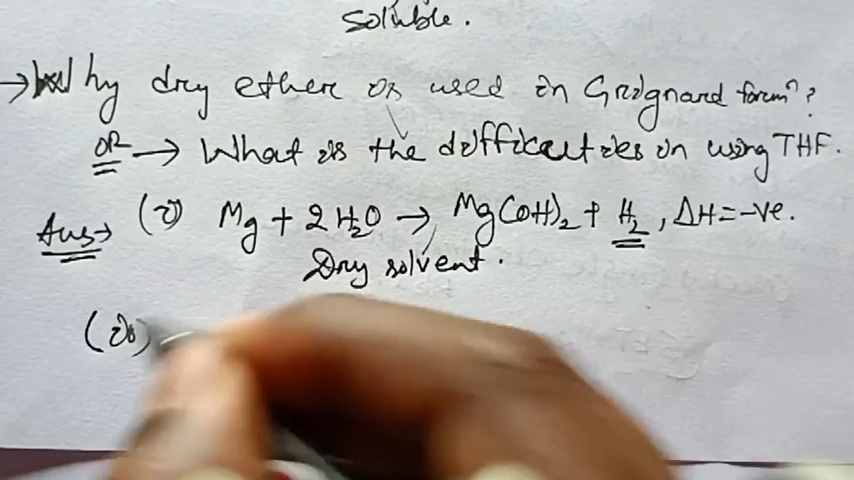 soluble.
→ Why dry ether is used in Grignard formⁿ?
OR → What is the difficulties in using THF.
Ans→ (i) Mg + 2H₂O → Mg(OH)₂ + H₂, ΔH = -ve.
Dry solvent.
(ii)